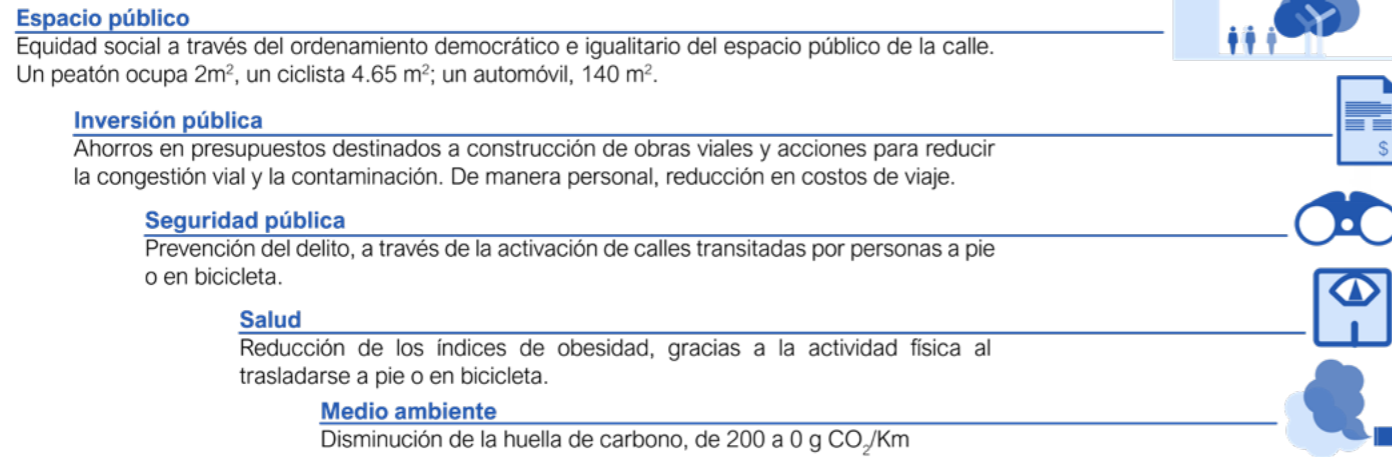 Espacio público
Equidad social a través del ordenamiento democrático e igualitario del espacio público de la calle.
Un peatón ocupa 2m², un ciclista 4.65 m²; un automóvil, 140 m².
Inversión pública
Ahorros en presupuestos destinados a construcción de obras viales y acciones para reducir
la congestión vial y la contaminación. De manera personal, reducción en costos de viaje.
$
Seguridad pública
Prevención del delito, a través de la activación de calles transitadas por personas a pie
o en bicicleta.
Salud
Reducción de los índices de obesidad, gracias a la actividad física al
trasladarse a pie o en bicicleta.
Medio ambiente
Disminución de la huella de carbono, de 200 a 0 g CO₂/Km